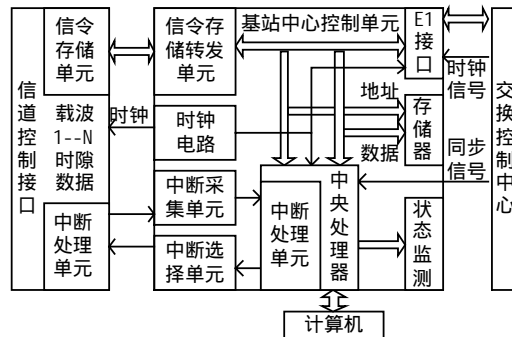 信道控制接口
信令
存储
单元
载波
1--N
时隙
数据
中断
处理
单元
时钟
信令存
储转发
单元
时钟
电路
中断采
集单元
中断选
择单元
基站中心控制单元
地址
数据
中断处理单元
中央处理器
E1
接口
存储器
状态监测
时钟
信号
同步
信号
交换控制中心
计算机